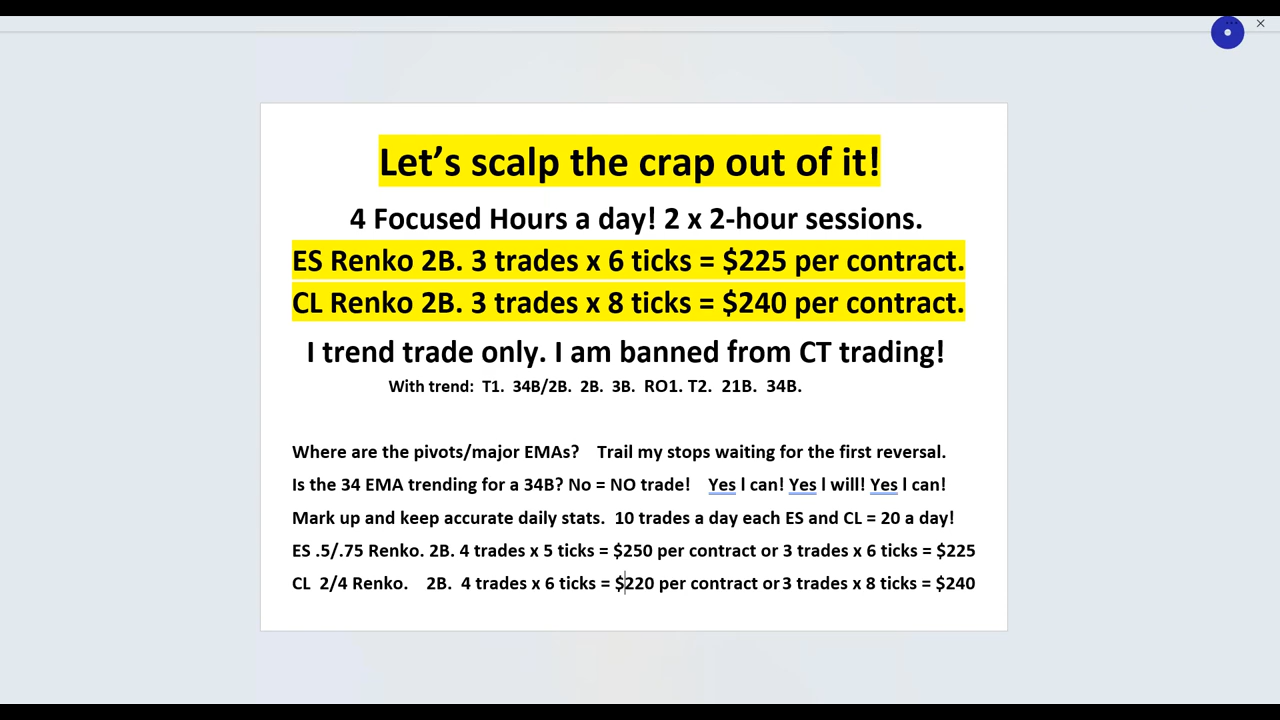 Let's scalp the crap out of it!
4 Focused Hours a day! 2 x 2-hour sessions.
ES Renko 2B. 3 trades x 6 ticks = $225 per contract.
CL Renko 2B. 3 trades x 8 ticks = $240 per contract.
I trend trade only. I am banned from CT trading!
With trend: T1. 34B/2B. 2B. 3B. RO1. T2. 21B. 34B.
Where are the pivots/major EMAs? Trail my stops waiting for the first reversal.
Is the 34 EMA trending for a 34B? No = NO trade! Yes I can! Yes I will! Yes I can!
Mark up and keep accurate daily stats. 10 trades a day each ES and CL = 20 a day!
ES .5/.75 Renko. 2B. 4 trades x 5 ticks = $250 per contract or 3 trades x 6 ticks = $225
CL 2/4 Renko. 2B. 4 trades x 6 ticks = $220 per contract or 3 trades x 8 ticks = $240